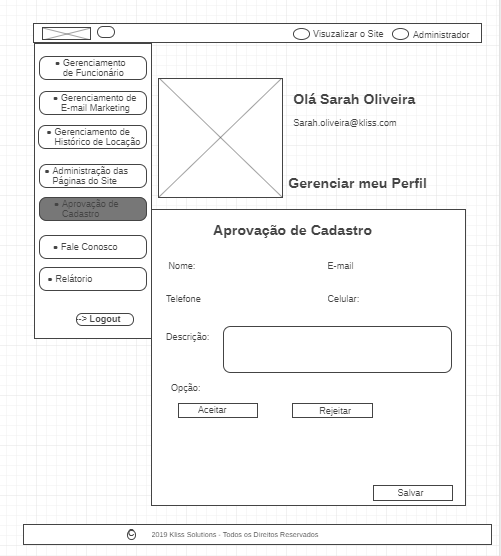 Visuzalizar o Site
Administrador
• Gerenciamento
de Funcionário
• Gerenciamento de
E-mail Marketing
• Gerenciamento de
Histórico de Locação
• Administração das
Páginas do Site
• Aprovação de
Cadastro
• Fale Conosco
• Relátorio
--> Logout
Olá Sarah Oliveira
Sarah.oliveira@kliss.com
Gerenciar meu Perfil
Aprovação de Cadastro
Nome:
E-mail
Telefone
Celular:
Descrição:
Opção:
Aceitar
Rejeitar
Salvar
© 2019 Kliss Solutions - Todos os Direitos Reservados